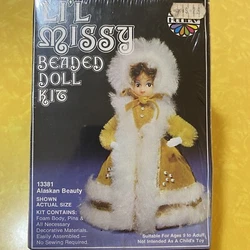 LI'L
MISSY
BEADED
DOLL
KIT
13381
Alaskan Beauty
SHOWN
ACTUAL SIZE
KIT CONTAINS:
Foam Body, Pins &
All Necessary
Decorative Materials.
Easily Assembled —
No Sewing Required.
Suitable For Ages 8 to Adult.
Not Intended As A Child's Toy